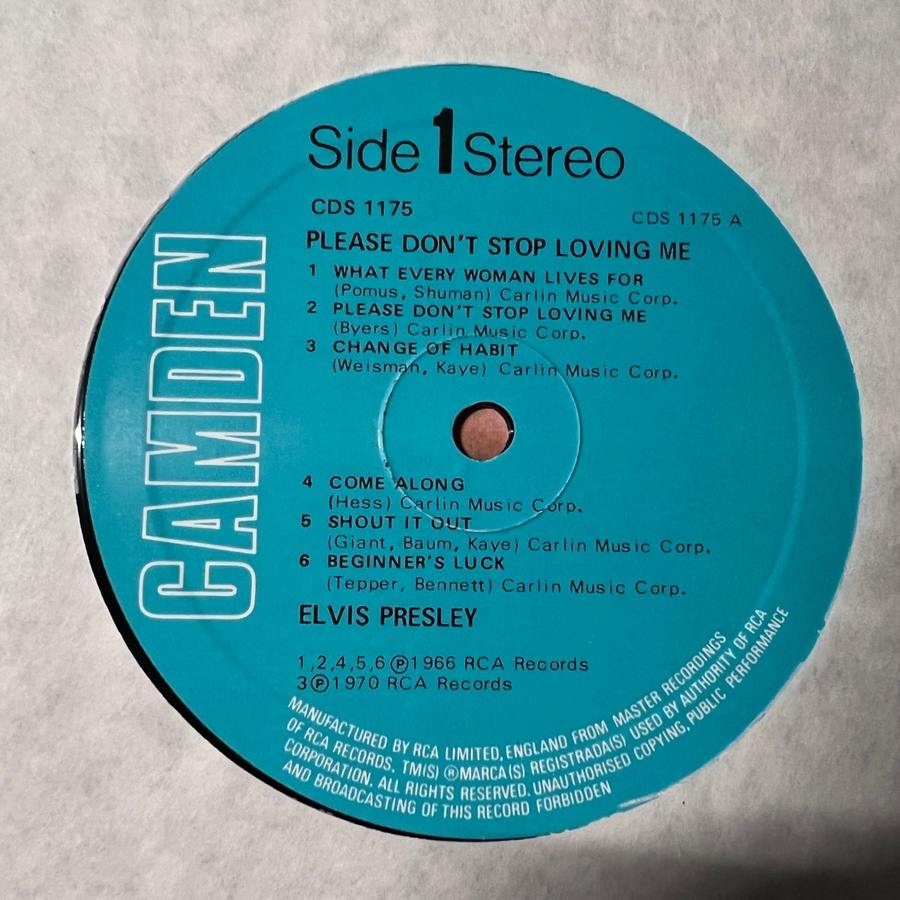 Side 1 Stereo
CDS 1175
CDS 1175 A
PLEASE DON'T STOP LOVING ME
1 WHAT EVERY WOMAN LIVES FOR
(Pomus, Shuman) Carlin Music Corp.
2 PLEASE DON'T STOP LOVING ME
(Byers) Carlin Music Corp.
3 CHANGE OF HABIT
(Weisman, Kaye) Carlin Music Corp.
CAMDEN
4 COME ALONG
(Hess) Carlin Music Corp.
5 SHOUT IT OUT
(Giant, Baum, Kaye) Carlin Music Corp.
6 BEGINNER'S LUCK
(Tepper, Bennett) Carlin Music Corp.
ELVIS PRESLEY
1,2,4,5,6 ℗1966 RCA Records
3℗1970 RCA Records
MANUFACTURED BY RCA LIMITED, ENGLAND FROM MASTER RECORDINGS
OF RCA RECORDS. TM(S) ®MARCA(S) REGISTRADA(S) USED BY AUTHORITY OF RCA
CORPORATION. ALL RIGHTS RESERVED. UNAUTHORISED COPYING, PUBLIC PERFORMANCE
AND BROADCASTING OF THIS RECORD FORBIDDEN